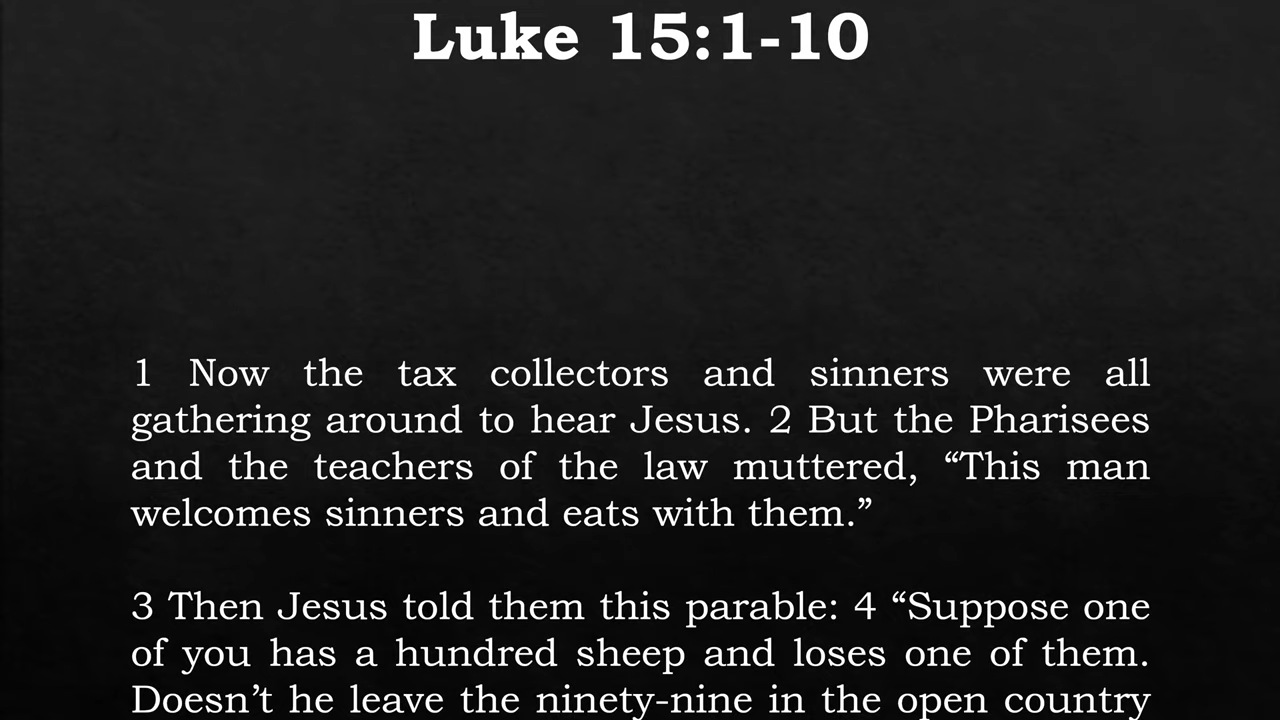 Luke 15:1-10
1 Now the tax collectors and sinners were all
gathering around to hear Jesus. 2 But the Pharisees
and the teachers of the law muttered, “This man
welcomes sinners and eats with them.”
3 Then Jesus told them this parable: 4 “Suppose one
of you has a hundred sheep and loses one of them.
Doesn’t he leave the ninety-nine in the open country